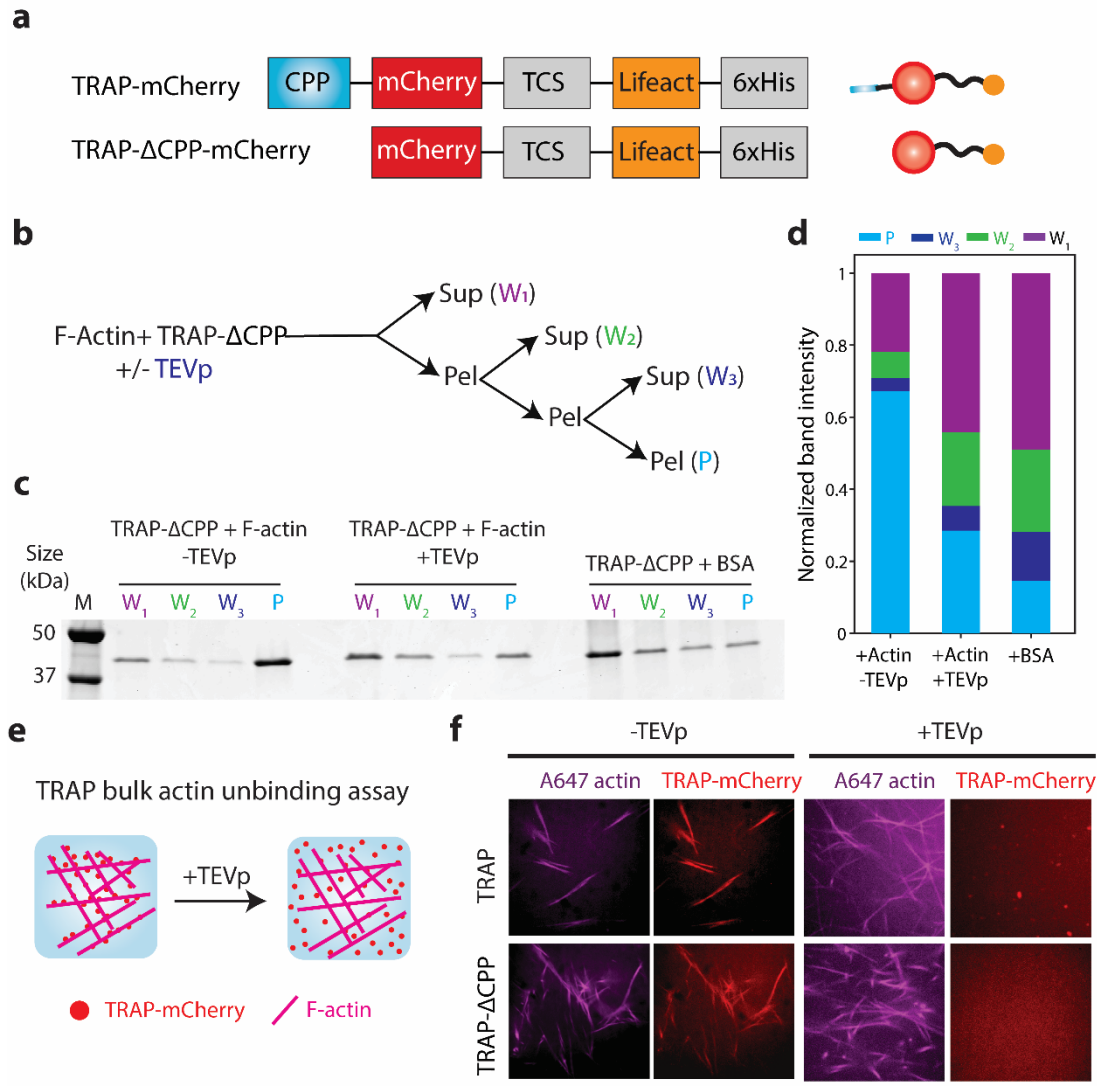 a
TRAP-mCherry CPP mCherry TCS Lifeact 6xHis
TRAP-ΔCPP-mCherry mCherry TCS Lifeact 6xHis
b
F-Actin+ TRAP-ΔCPP
+/- TEVp
Sup (W₁)
Pel
Sup (W₂)
Pel
Sup (W₃)
Pel (P)
c
Size
(kDa)
M
TRAP-ΔCPP + F-actin
-TEVp
TRAP-ΔCPP + F-actin
+TEVp
TRAP-ΔCPP + BSA
W₁ W₂ W₃ P W₁ W₂ W₃ P W₁ W₂ W₃ P
50
37
d
P W₃ W₂ W₁
Normalized band intensity
1
0.8
0.6
0.4
0.2
0
+Actin
-TEVp
+Actin
+TEVp
+BSA
e
TRAP bulk actin unbinding assay
+TEVp
TRAP-mCherry F-actin
f
-TEVp +TEVp
A647 actin TRAP-mCherry A647 actin TRAP-mCherry
TRAP
TRAP-ΔCPP